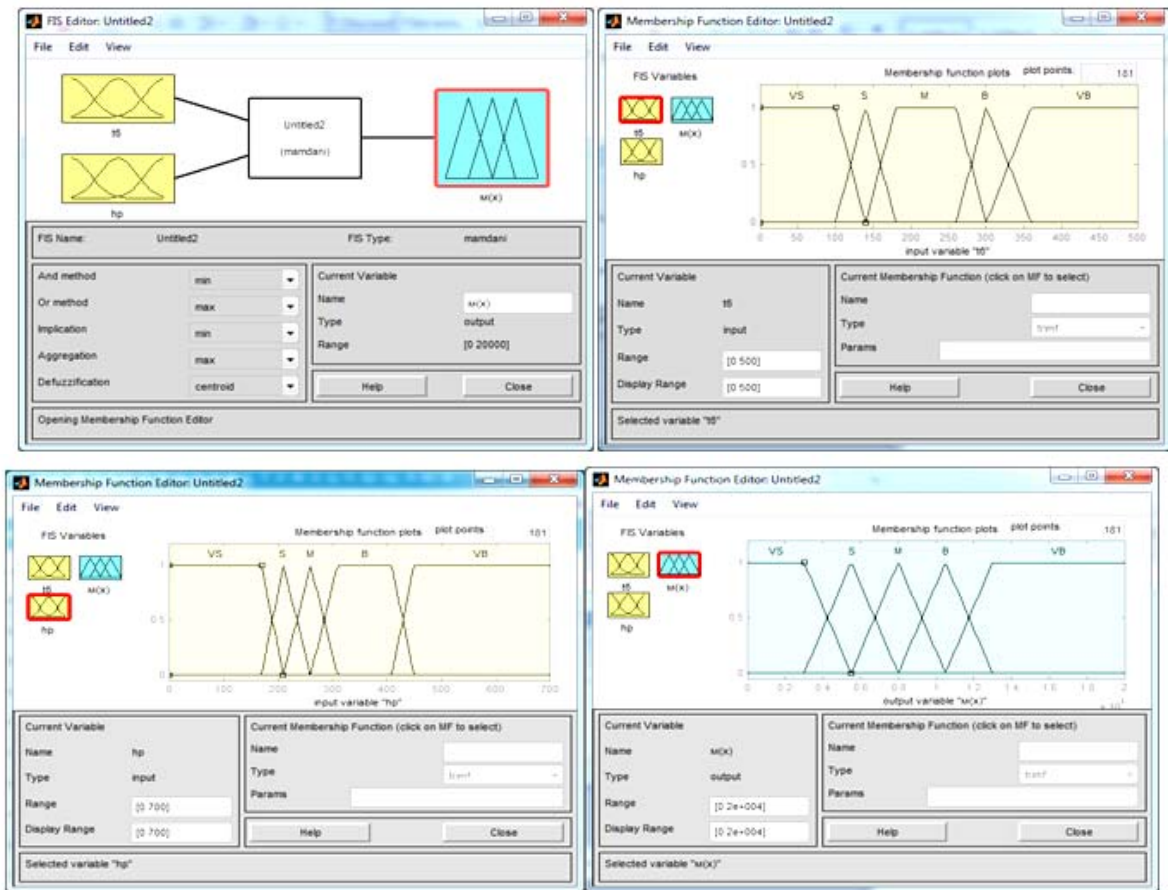 FIS Editor: Untitled2
File Edit View
t6
hp
Untitled2
(mamdani)
M(X)
FIS Name: Untitled2 FIS Type: mamdani
And method min
Or method max
Implication min
Aggregation max
Defuzzification centroid
Current Variable
Name M(X)
Type output
Range [0 20000]
Help Close
Opening Membership Function Editor
Membership Function Editor: Untitled2
File Edit View
FIS Variables
t6 M(X)
hp
Membership function plots plot points: 181
VS S M B VB
1
0.5
0
0 50 100 150 200 250 300 350 400 450 500
input variable "t6"
Current Variable
Name t6
Type input
Range [0 500]
Display Range [0 500]
Current Membership Function (click on MF to select)
Name
Type trimf
Params
Help Close
Selected variable "t6"
Membership Function Editor: Untitled2
File Edit View
FIS Variables
t6 M(X)
hp
Membership function plots plot points 181
VS S M B VB
1
0.5
0
0 100 200 300 400 500 600 700
input variable "hp"
Current Variable
Name hp
Type input
Range [0 700]
Display Range [0 700]
Current Membership Function (click on MF to select)
Name
Type
Params
Help Close
Selected variable "hp"
Membership Function Editor: Untitled2
File Edit View
FIS Variables
t6 M(X)
hp
Membership function plots plot points 181
VS S M B VB
1
0.5
0
0 0.2 0.4 0.6 0.8 1 1.2 1.4 1.6 1.8 2
output variable "M(X)"
Current Variable
Name M(X)
Type output
Range [0 2e+004]
Display Range [0 2e+004]
Current Membership Function (click on MF to select)
Name
Type
Params
Help Close
Selected variable "M(X)"